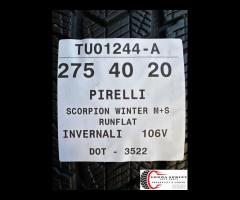 TU01244-A
275 40 20
PIRELLI
SCORPION WINTER M+S
RUNFLAT
INVERNALI 106V
DOT - 3522